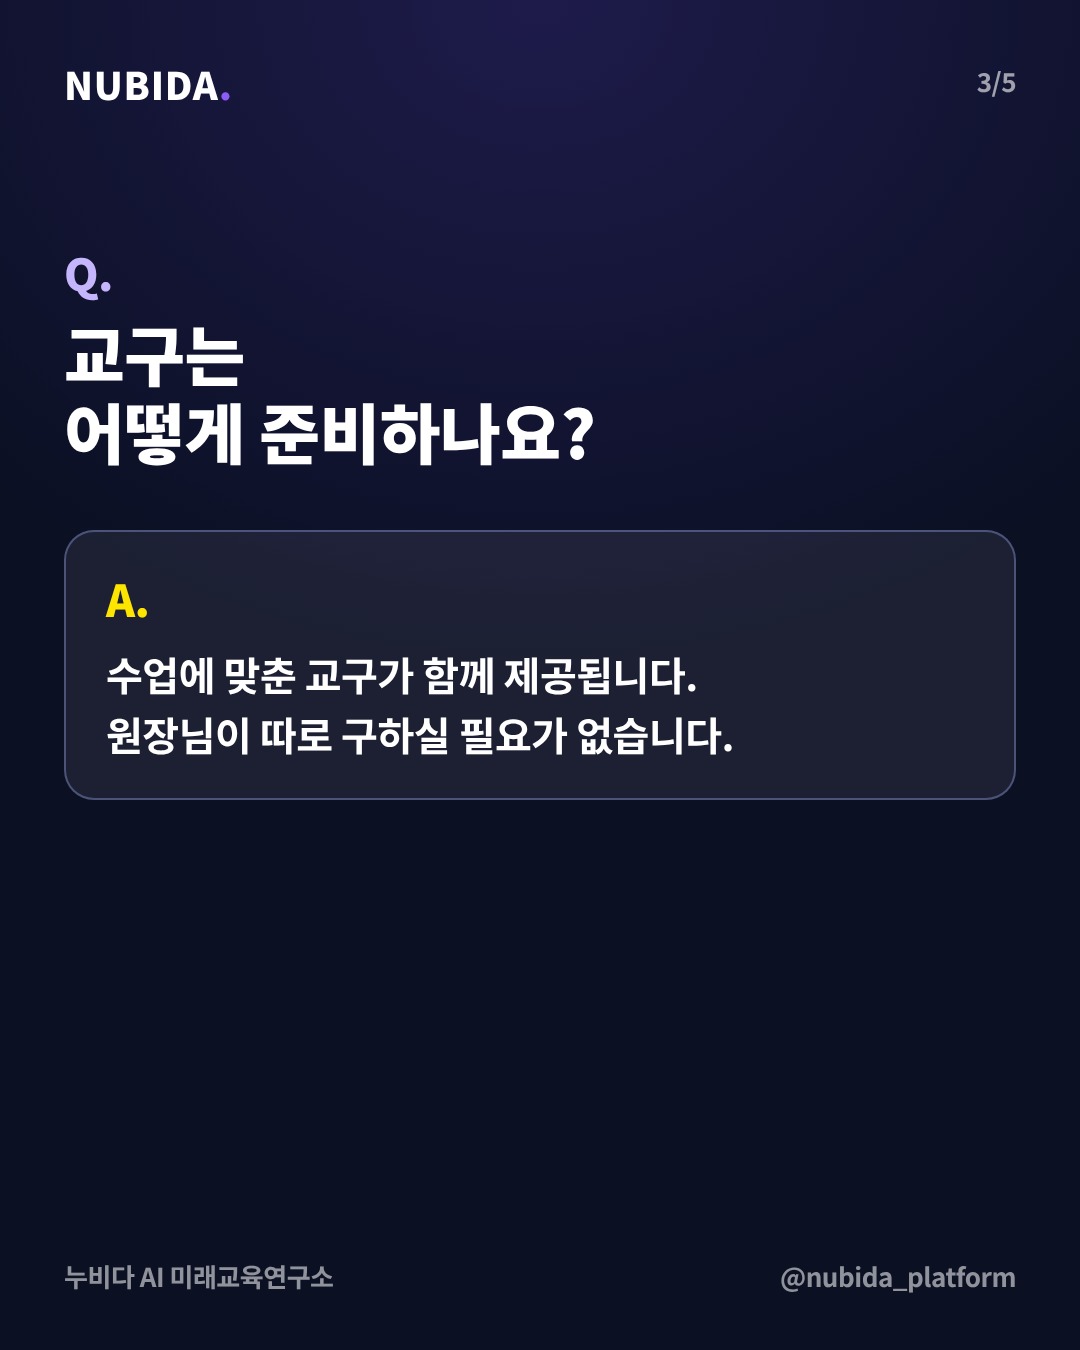 NUBIDA.
3/5
Q.
교구는
어떻게 준비하나요?
A.
수업에 맞춘 교구가 함께 제공됩니다.
원장님이 따로 구하실 필요가 없습니다.
누비다 AI 미래교육연구소
@nubida_platform